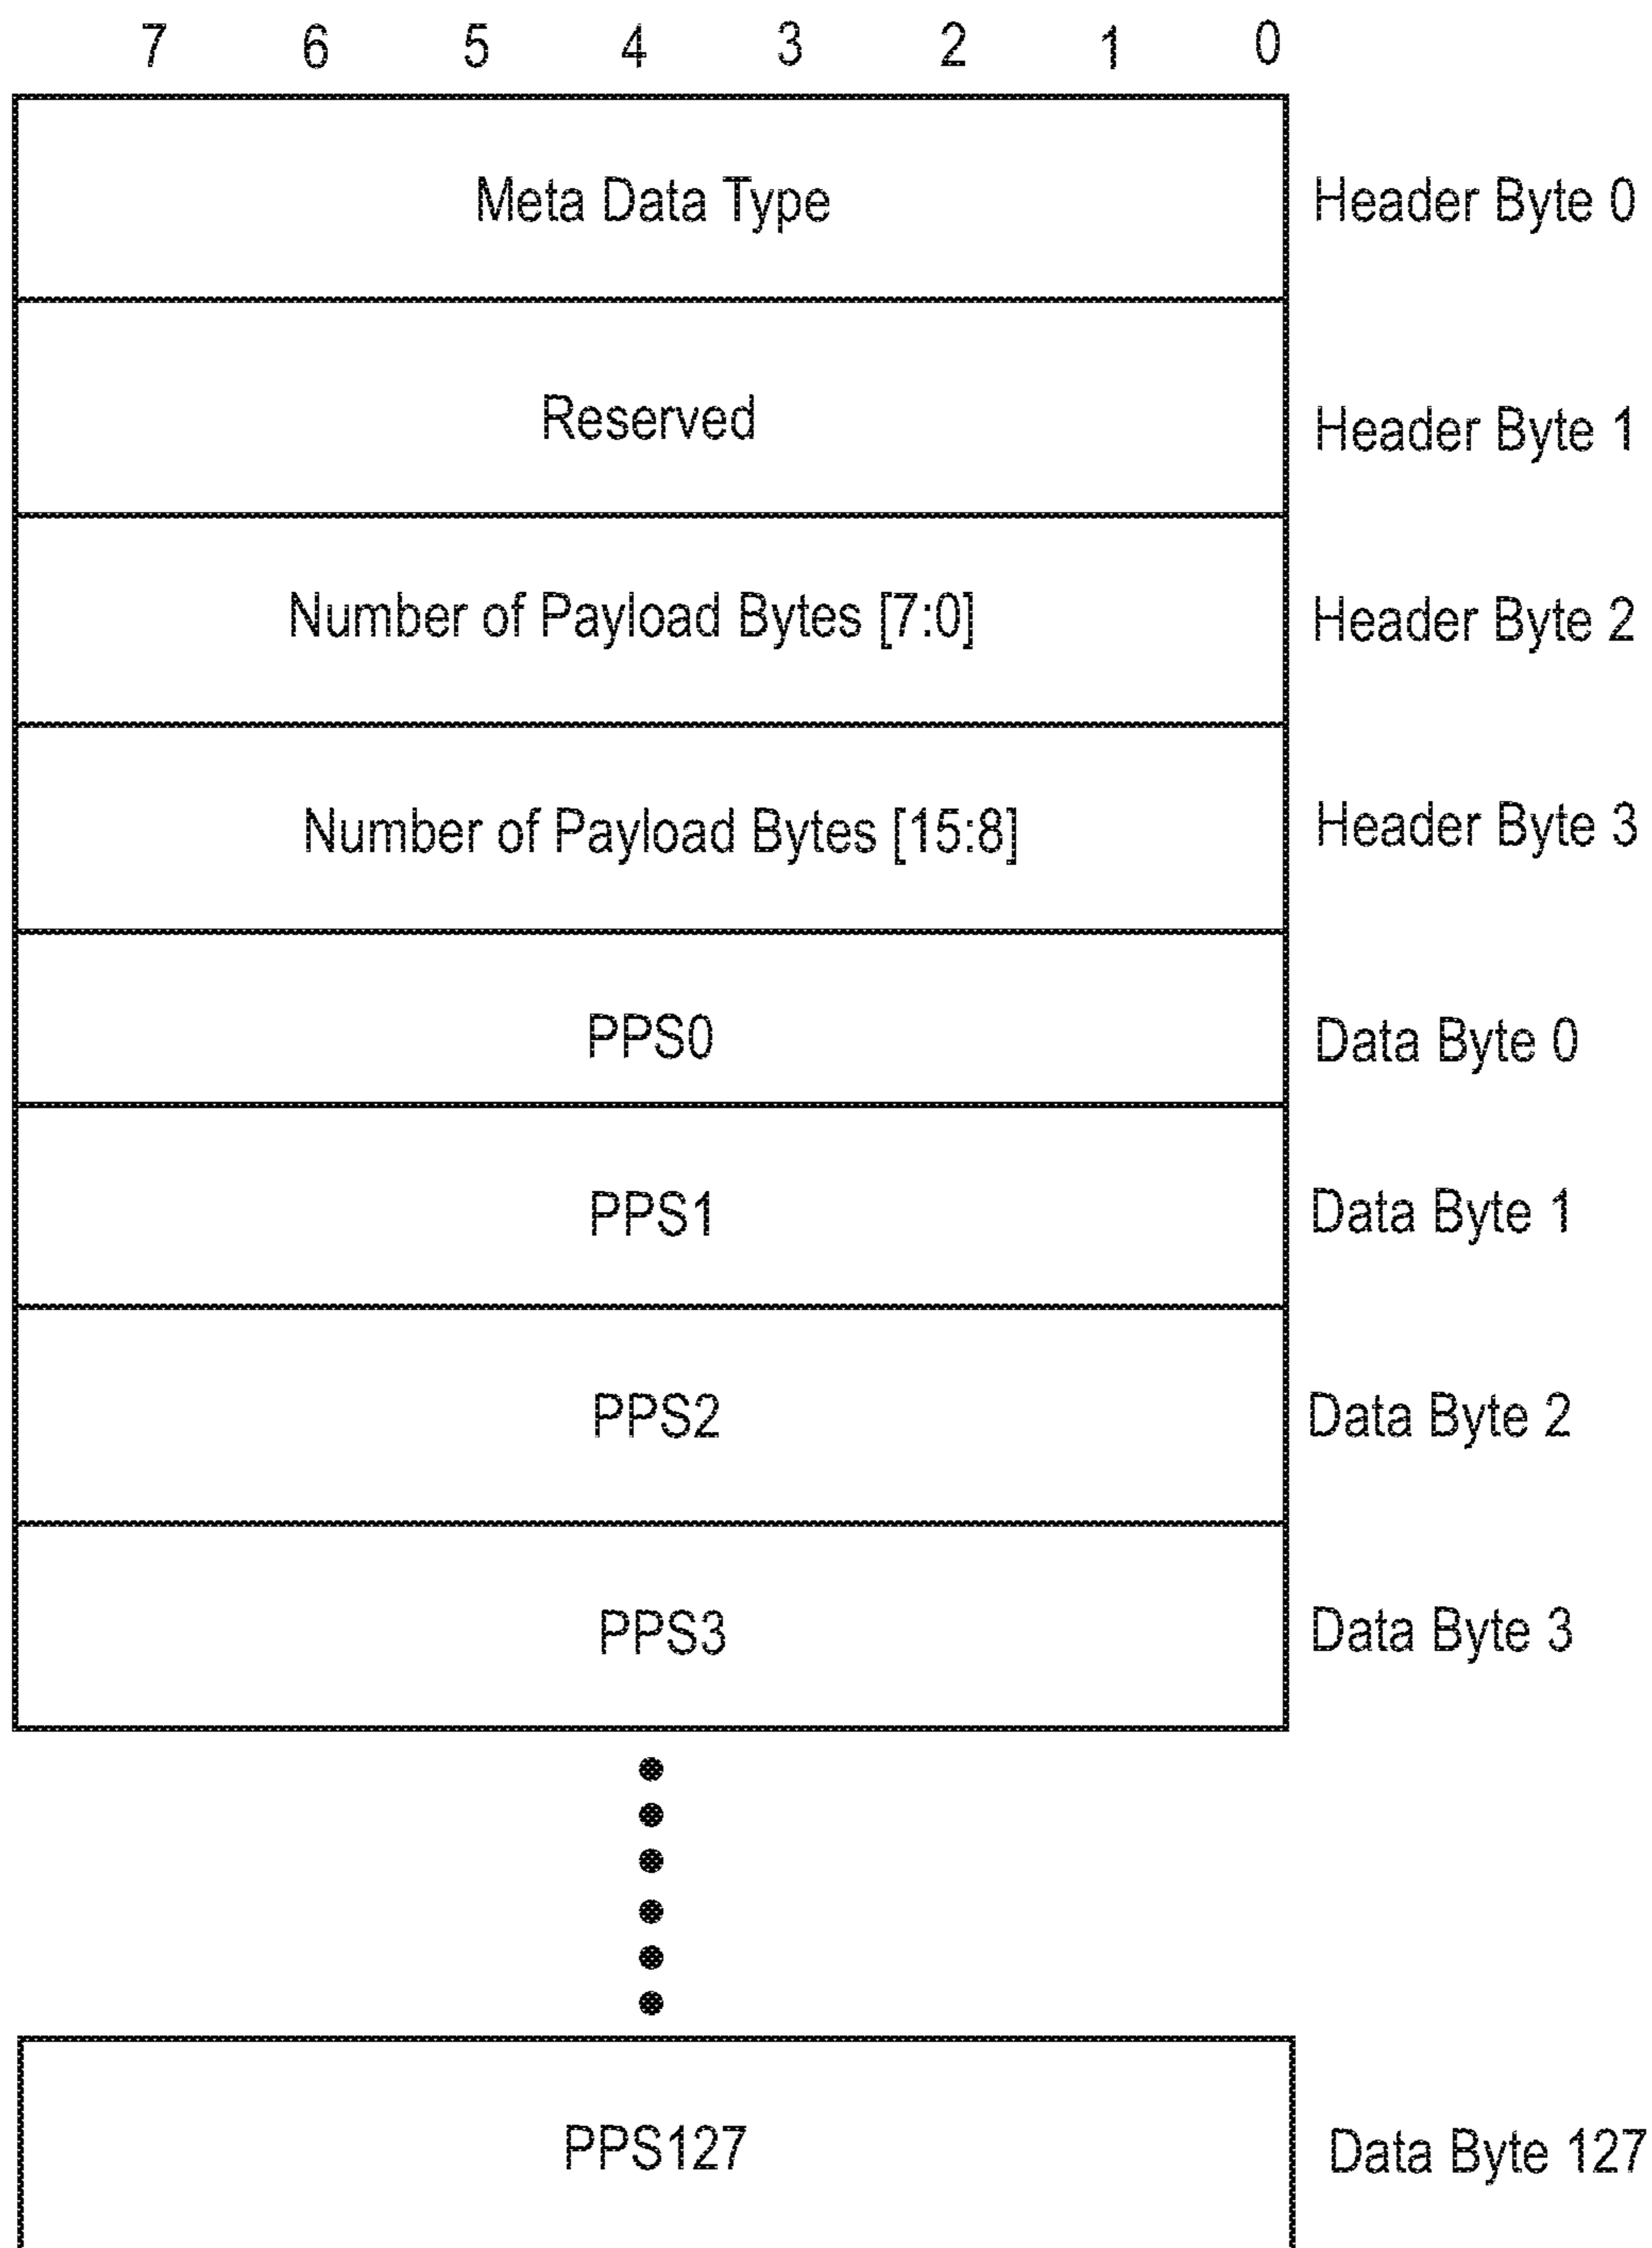 7 6 5 4 3 2 1 0
Meta Data Type Header Byte 0
Reserved Header Byte 1
Number of Payload Bytes [7:0] Header Byte 2
Number of Payload Bytes [15:8] Header Byte 3
PPS0 Data Byte 0
PPS1 Data Byte 1
PPS2 Data Byte 2
PPS3 Data Byte 3
PPS127 Data Byte 127